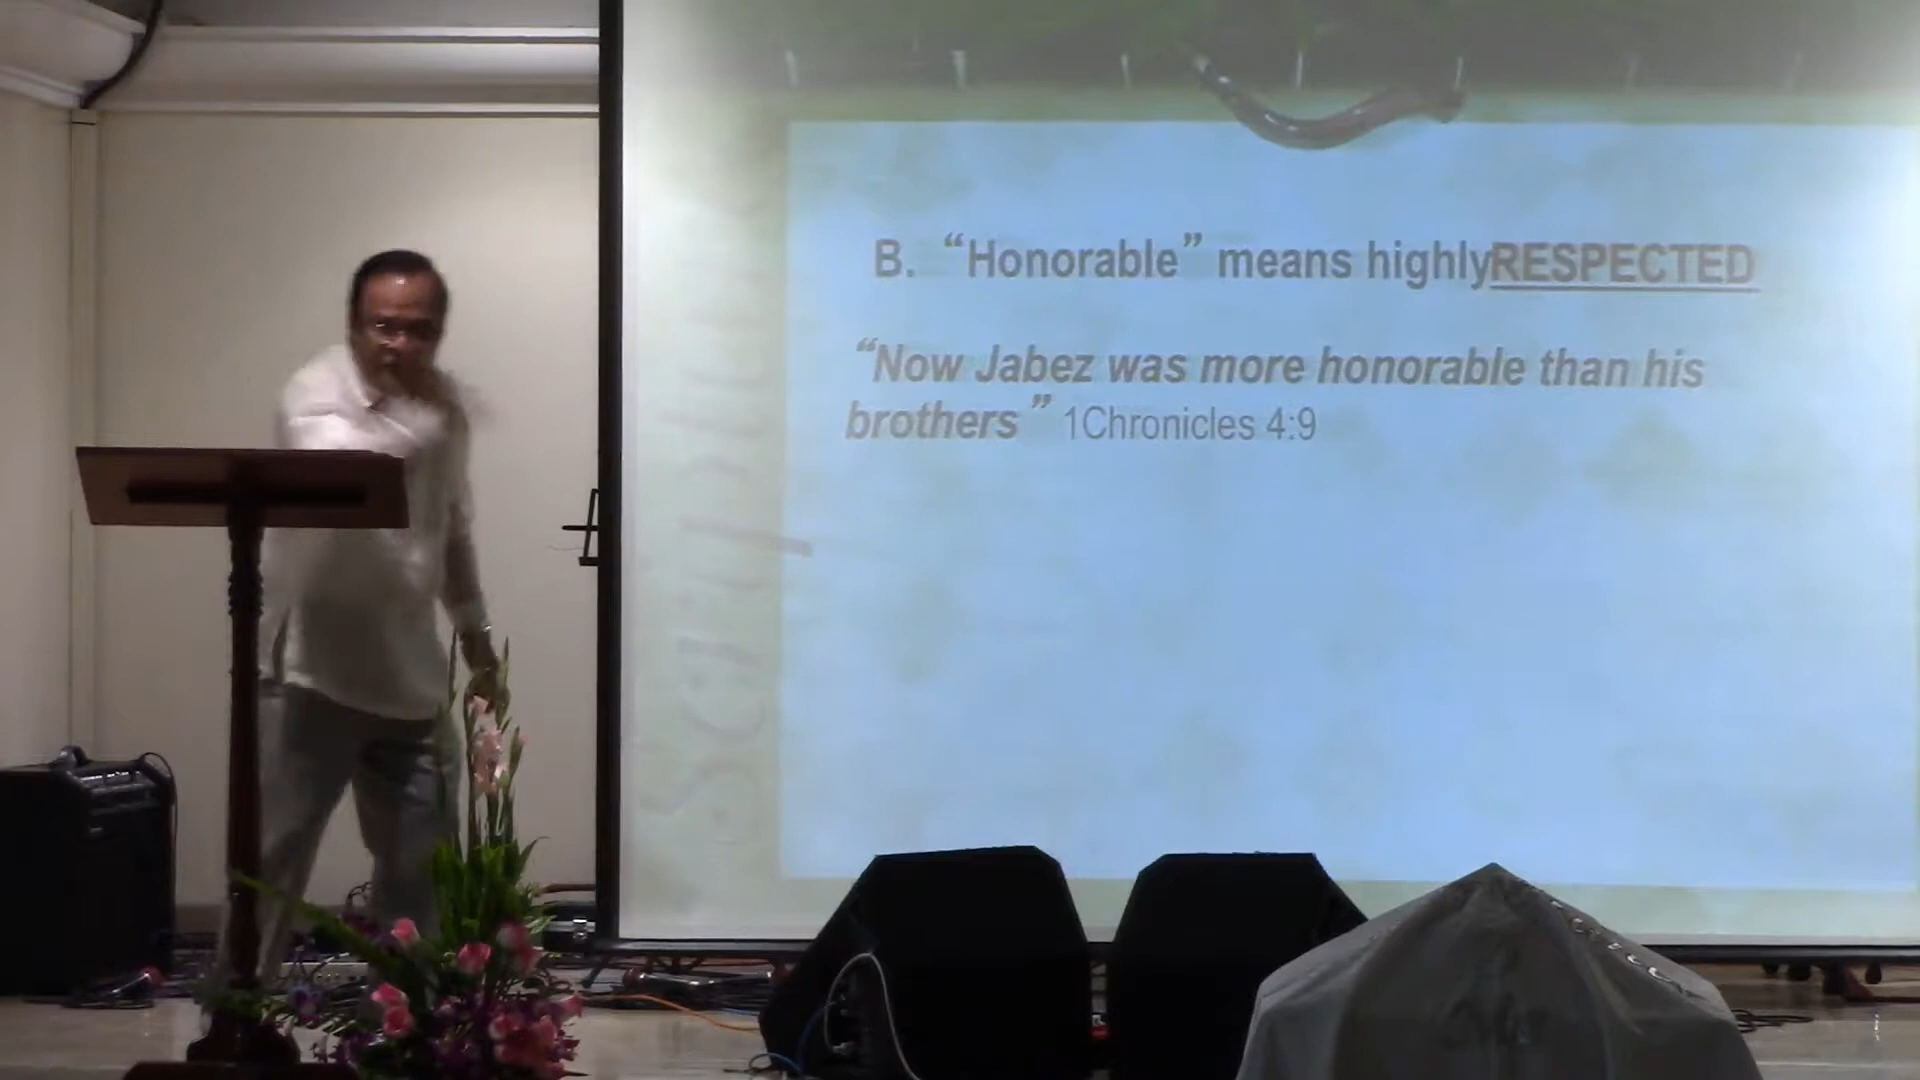 B. “Honorable” means highlyRESPECTED
“Now Jabez was more honorable than his
brothers” 1Chronicles 4:9